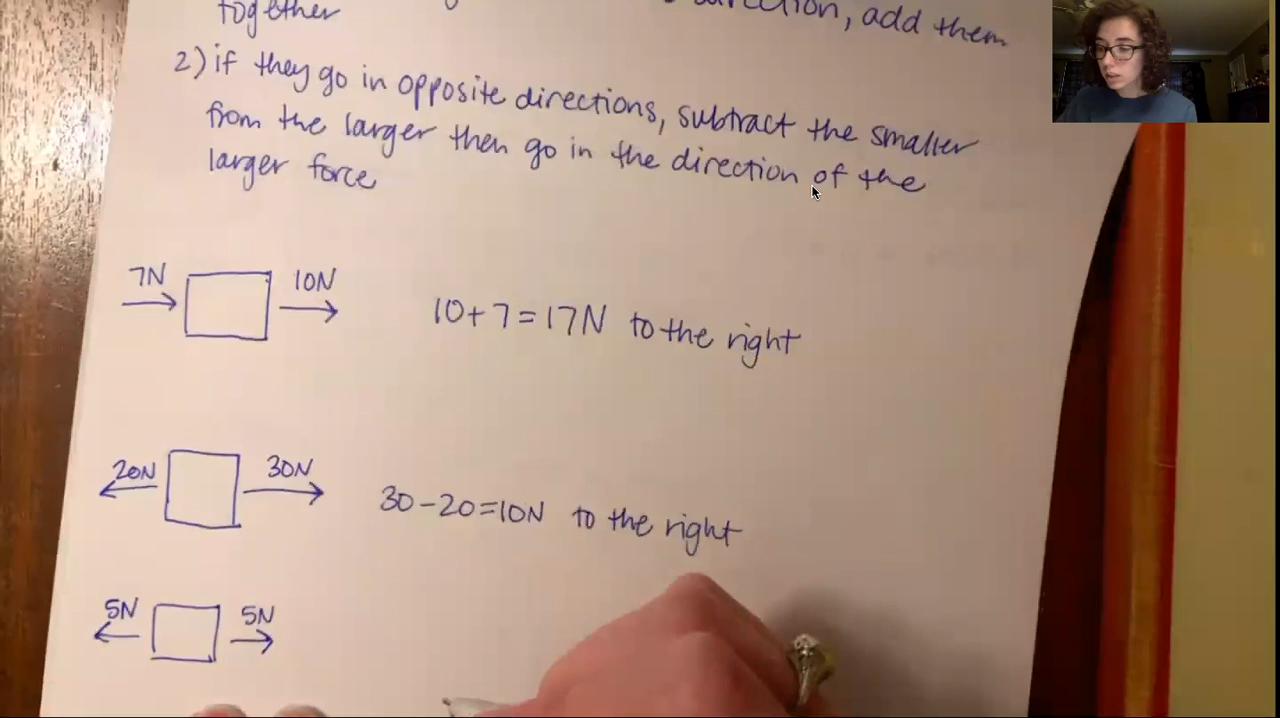 together direction, add them
2) if they go in opposite directions, subtract the smaller
from the larger then go in the direction of the
larger force
7N 10N
10+7=17N to the right
20N 30N
30-20=10N to the right
5N 5N